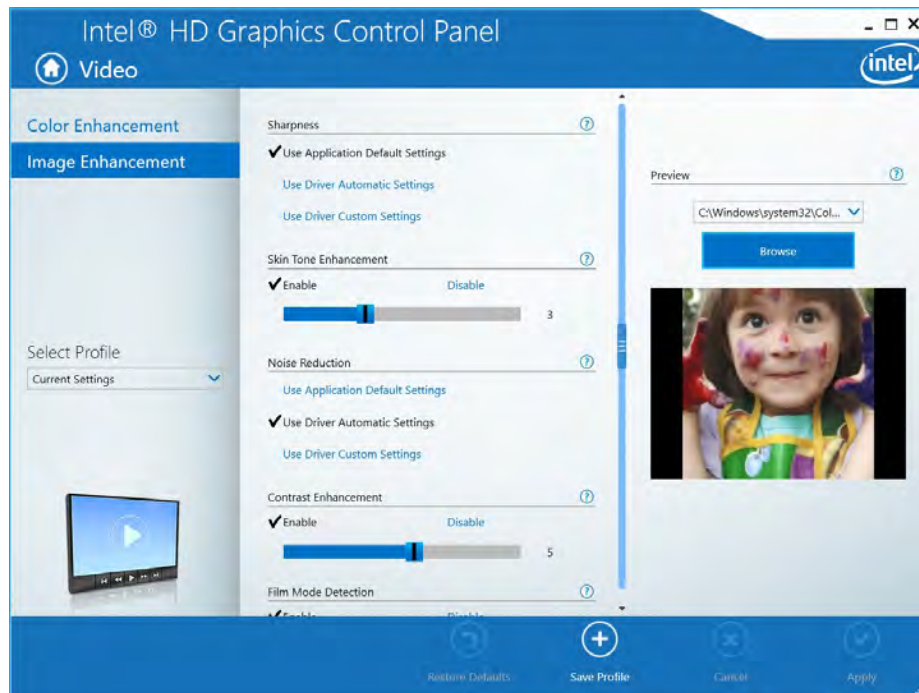 Intel® HD Graphics Control Panel
Video
intel
Color Enhancement
Image Enhancement
Select Profile
Current Settings
Sharpness
Use Application Default Settings
Use Driver Automatic Settings
Use Driver Custom Settings
Skin Tone Enhancement
Enable Disable
3
Noise Reduction
Use Application Default Settings
Use Driver Automatic Settings
Use Driver Custom Settings
Contrast Enhancement
Enable Disable
5
Film Mode Detection
Enable Disable
Preview
C:\Windows\system32\Col...
Browse
Restore Defaults
Save Profile
Cancel
Apply